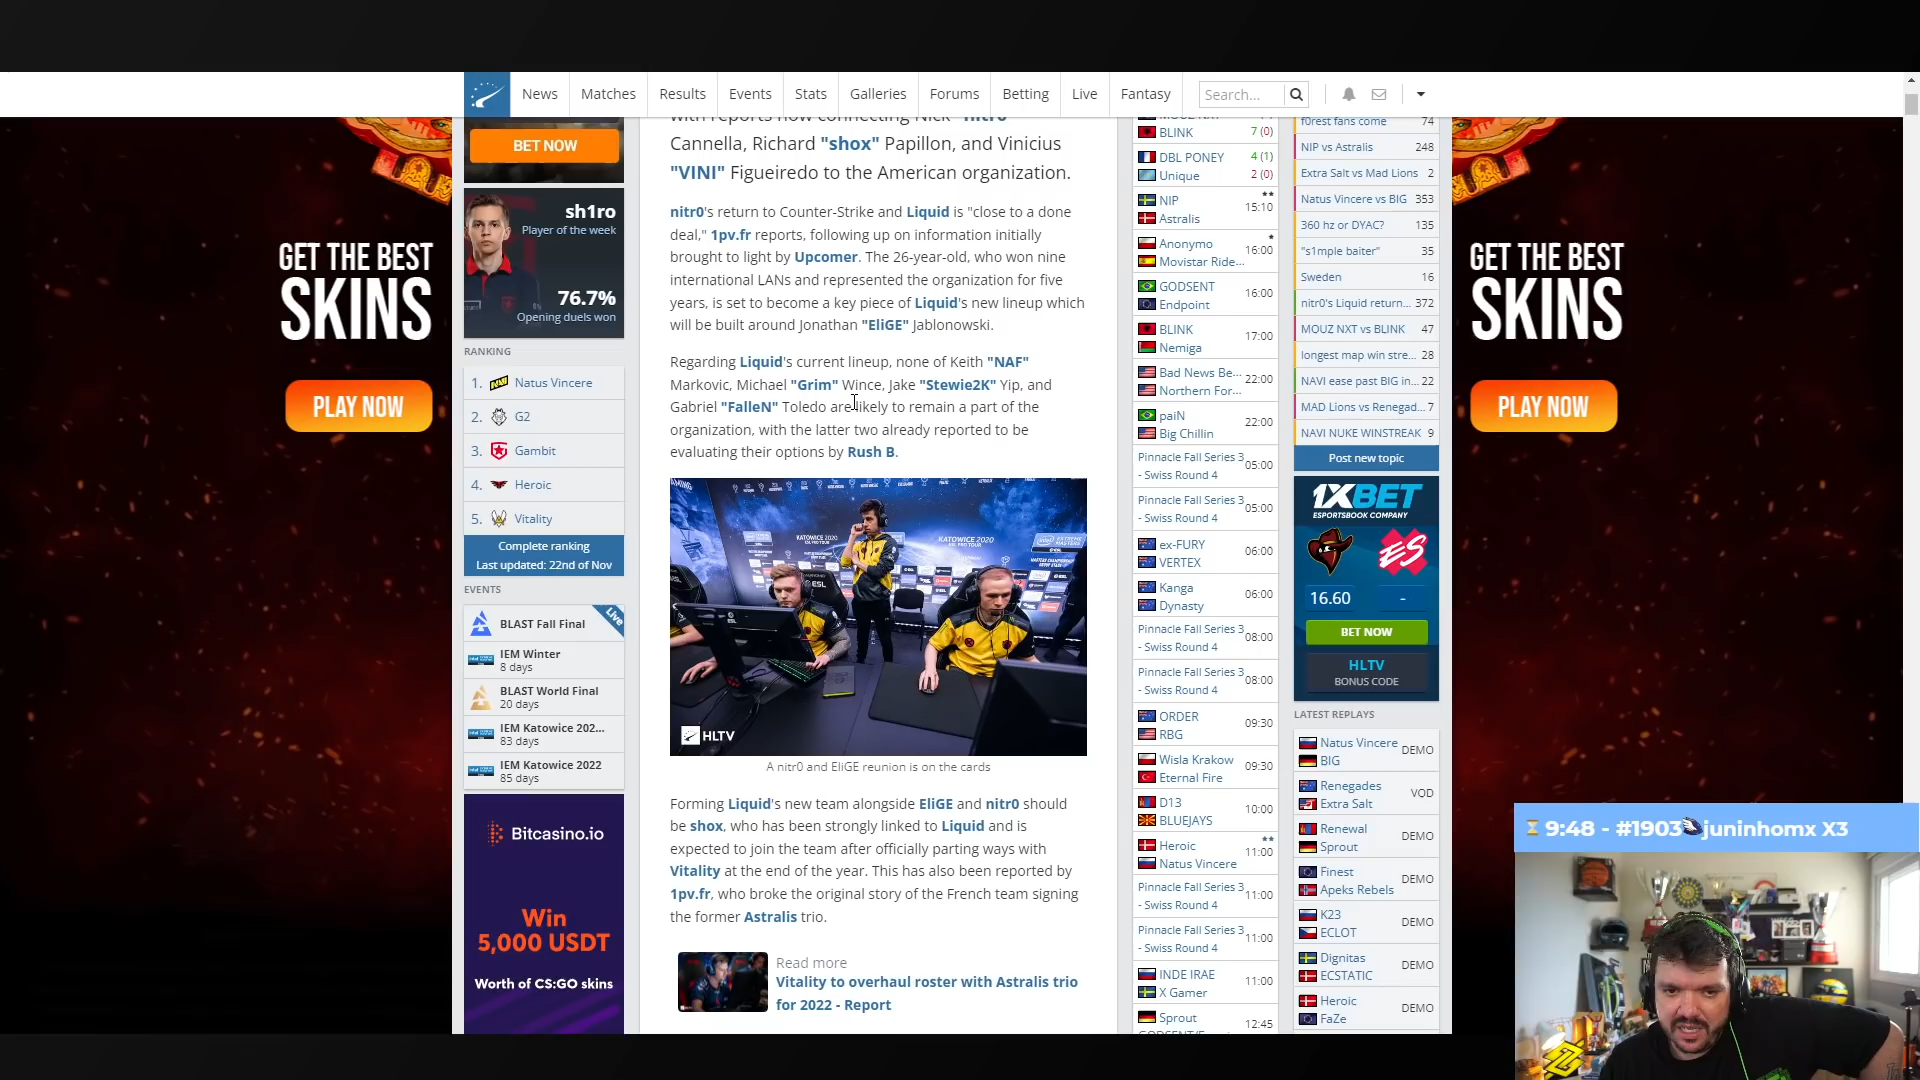 News
Matches
Results
Events
Stats
Galleries
Forums
Betting
Live
Fantasy
Search...
GET THE BEST
SKINS
PLAY NOW
BET NOW
sh1ro
Player of the week
76.7%
Opening duels won
RANKING
1. Natus Vincere
2. G2
3. Gambit
4. Heroic
5. Vitality
Complete ranking
Last updated: 22nd of Nov
EVENTS
BLAST Fall Final
Live
IEM Winter
8 days
BLAST World Final
20 days
IEM Katowice 202...
83 days
IEM Katowice 2022
85 days
Bitcasino.io
Win
5,000 USDT
Worth of CS:GO skins
with reports now connecting Nick "nitr0"
Cannella, Richard "shox" Papillon, and Vinicius
"VINI" Figueiredo to the American organization.
nitr0's return to Counter-Strike and Liquid is "close to a done
deal," 1pv.fr reports, following up on information initially
brought to light by Upcomer. The 26-year-old, who won nine
international LANs and represented the organization for five
years, is set to become a key piece of Liquid's new lineup which
will be built around Jonathan "EliGE" Jablonowski.
Regarding Liquid's current lineup, none of Keith "NAF"
Markovic, Michael "Grim" Wince, Jake "Stewie2K" Yip, and
Gabriel "FalleN" Toledo are likely to remain a part of the
organization, with the latter two already reported to be
evaluating their options by Rush B.
KATOWICE 2020
KATOWICE 2020
ESL
HLTV
A nitr0 and EliGE reunion is on the cards
Forming Liquid's new team alongside EliGE and nitr0 should
be shox, who has been strongly linked to Liquid and is
expected to join the team after officially parting ways with
Vitality at the end of the year. This has also been reported by
1pv.fr, who broke the original story of the French team signing
the former Astralis trio.
Read more
Vitality to overhaul roster with Astralis trio
for 2022 - Report
MOUZ NXT
BLINK 7 (0)
DBL PONEY 4 (1)
Unique 2 (0)
NIP
15:10
Astralis
Anonymo
16:00
Movistar Ride...
GODSENT
16:00
Endpoint
BLINK
17:00
Nemiga
Bad News Be...
22:00
Northern For...
paiN
22:00
Big Chillin
Pinnacle Fall Series 3
05:00
- Swiss Round 4
Pinnacle Fall Series 3
05:00
- Swiss Round 4
ex-FURY
06:00
VERTEX
Kanga
06:00
Dynasty
Pinnacle Fall Series 3
08:00
- Swiss Round 4
Pinnacle Fall Series 3
08:00
- Swiss Round 4
ORDER
09:30
RBG
Wisla Krakow
09:30
Eternal Fire
D13
10:00
BLUEJAYS
Heroic
11:00
Natus Vincere
Pinnacle Fall Series 3
11:00
- Swiss Round 4
Pinnacle Fall Series 3
11:00
- Swiss Round 4
INDE IRAE
11:00
X Gamer
Sprout
12:45
f0rest fans come 74
NIP vs Astralis 248
Extra Salt vs Mad Lions 2
Natus Vincere vs BIG 353
360 hz or DYAC? 135
"s1mple baiter" 35
Sweden 16
nitr0's Liquid return... 372
MOUZ NXT vs BLINK 47
longest map win stre... 28
NAVI ease past BIG in... 22
MAD Lions vs Renegad... 7
NAVI NUKE WINSTREAK 9
Post new topic
1XBET
ESPORTSBOOK COMPANY
ES
16.60 -
BET NOW
HLTV
BONUS CODE
LATEST REPLAYS
Natus Vincere
DEMO
BIG
Renegades
VOD
Extra Salt
Renewal
DEMO
Sprout
Finest
DEMO
Apeks Rebels
K23
DEMO
ECLOT
Dignitas
DEMO
ECSTATIC
Heroic
DEMO
FaZe
GET THE BEST
SKINS
PLAY NOW
9:48 - #1903 juninhomx X3